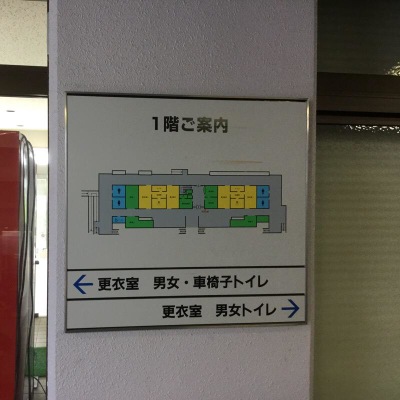 1階ご案内
更衣室 男女・車椅子トイレ
更衣室 男女トイレ